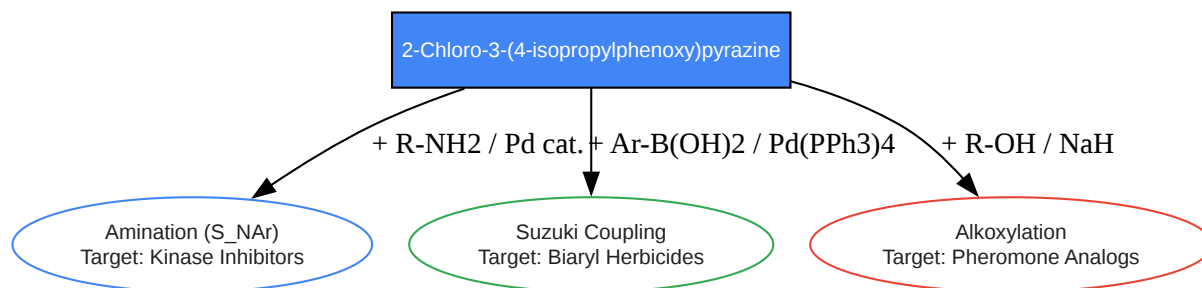 2-Chloro-3-(4-isopropylphenoxy)pyrazine
+ R-NH2 / Pd cat.
+ Ar-B(OH)2 / Pd(PPh3)4
+ R-OH / NaH
Amination (S_NAr)
Target: Kinase Inhibitors
Suzuki Coupling
Target: Biaryl Herbicides
Alkoxylation
Target: Pheromone Analogs